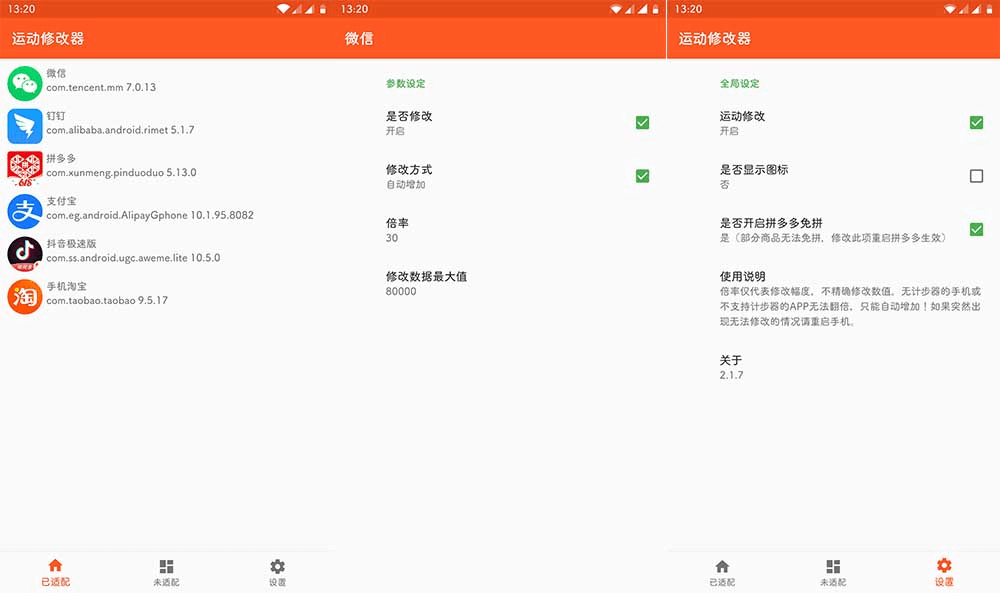 13:20
运动修改器
微信
com.tencent.mm 7.0.13
钉钉
com.alibaba.android.rimet 5.1.7
拼多多
com.xunmeng.pinduoduo 5.13.0
支付宝
com.eg.android.AlipayGphone 10.1.95.8082
抖音极速版
com.ss.android.ugc.aweme.lite 10.5.0
手机淘宝
com.taobao.taobao 9.5.17
已适配
未适配
设置
13:20
微信
参数设定
是否修改
开启
修改方式
自动增加
倍率
30
修改数据最大值
80000
13:20
运动修改器
全局设定
运动修改
开启
是否显示图标
否
是否开启拼多多免拼
是（部分商品无法免拼，修改此项重启拼多多生效）
使用说明
倍率仅代表修改幅度，不精确修改数值。无计步器的手机或
不支持计步器的APP无法翻倍，只能自动增加！如果突然出
现无法修改的情况请重启手机。
关于
2.1.7
已适配
未适配
设置